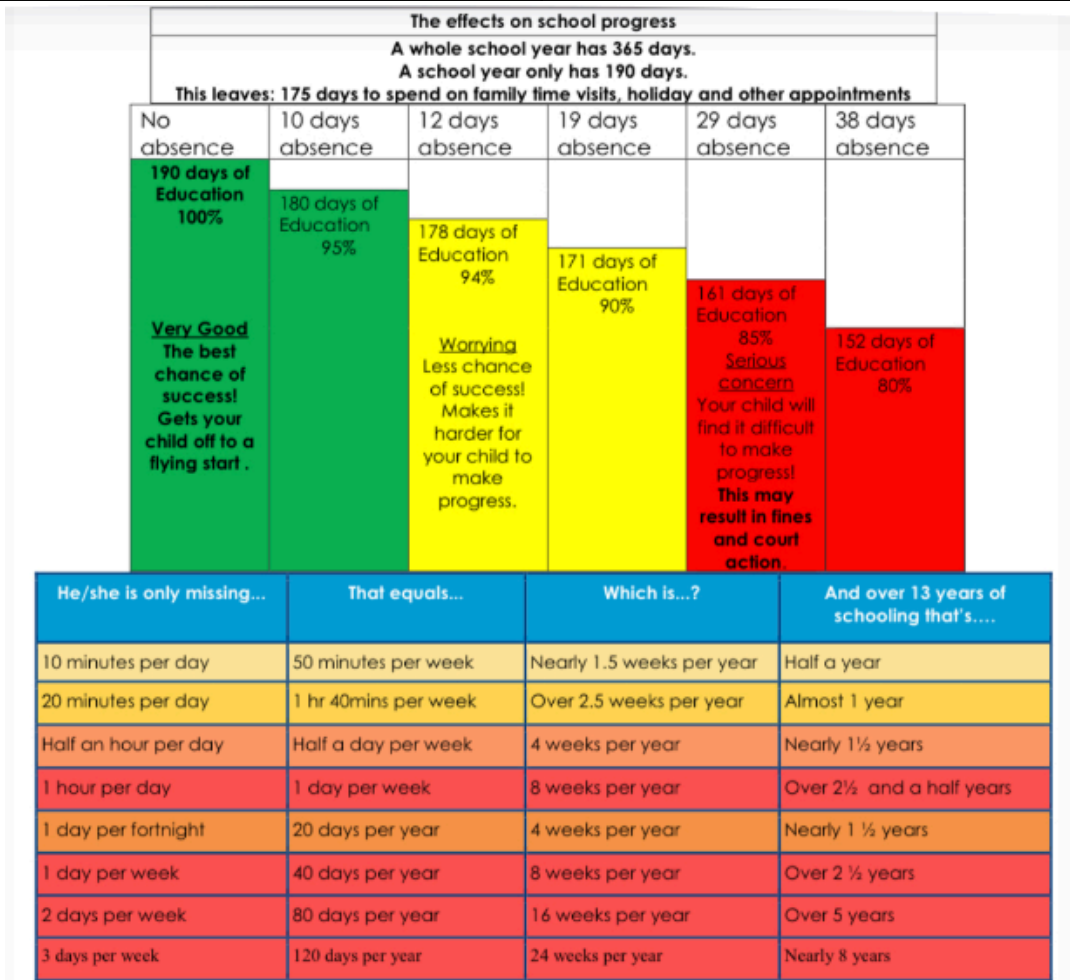 The effects on school progress
A whole school year has 365 days.
A school year only has 190 days.
This leaves: 175 days to spend on family time visits, holiday and other appointments
No absence
10 days absence
12 days absence
19 days absence
29 days absence
38 days absence
190 days of
Education
100%
Very Good
The best
chance of
success!
Gets your
child off to a
flying start .
180 days of
Education
95%
178 days of
Education
94%
Worrying
Less chance
of success!
Makes it
harder for
your child to
make
progress.
171 days of
Education
90%
161 days of
Education
85%
Serious
concern
Your child will
find it difficult
to make
progress!
This may
result in fines
and court
action.
152 days of
Education
80%
He/she is only missing... That equals... Which is...? And over 13 years of
schooling that's....
10 minutes per day 50 minutes per week Nearly 1.5 weeks per year Half a year
20 minutes per day 1 hr 40mins per week Over 2.5 weeks per year Almost 1 year
Half an hour per day Half a day per week 4 weeks per year Nearly 1½ years
1 hour per day 1 day per week 8 weeks per year Over 2½ and a half years
1 day per fortnight 20 days per year 4 weeks per year Nearly 1 ½ years
1 day per week 40 days per year 8 weeks per year Over 2 ½ years
2 days per week 80 days per year 16 weeks per year Over 5 years
3 days per week 120 days per year 24 weeks per year Nearly 8 years